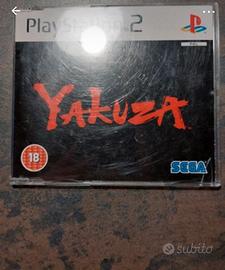 PlayStation 2
YAKUZA
18
SEGA
subito